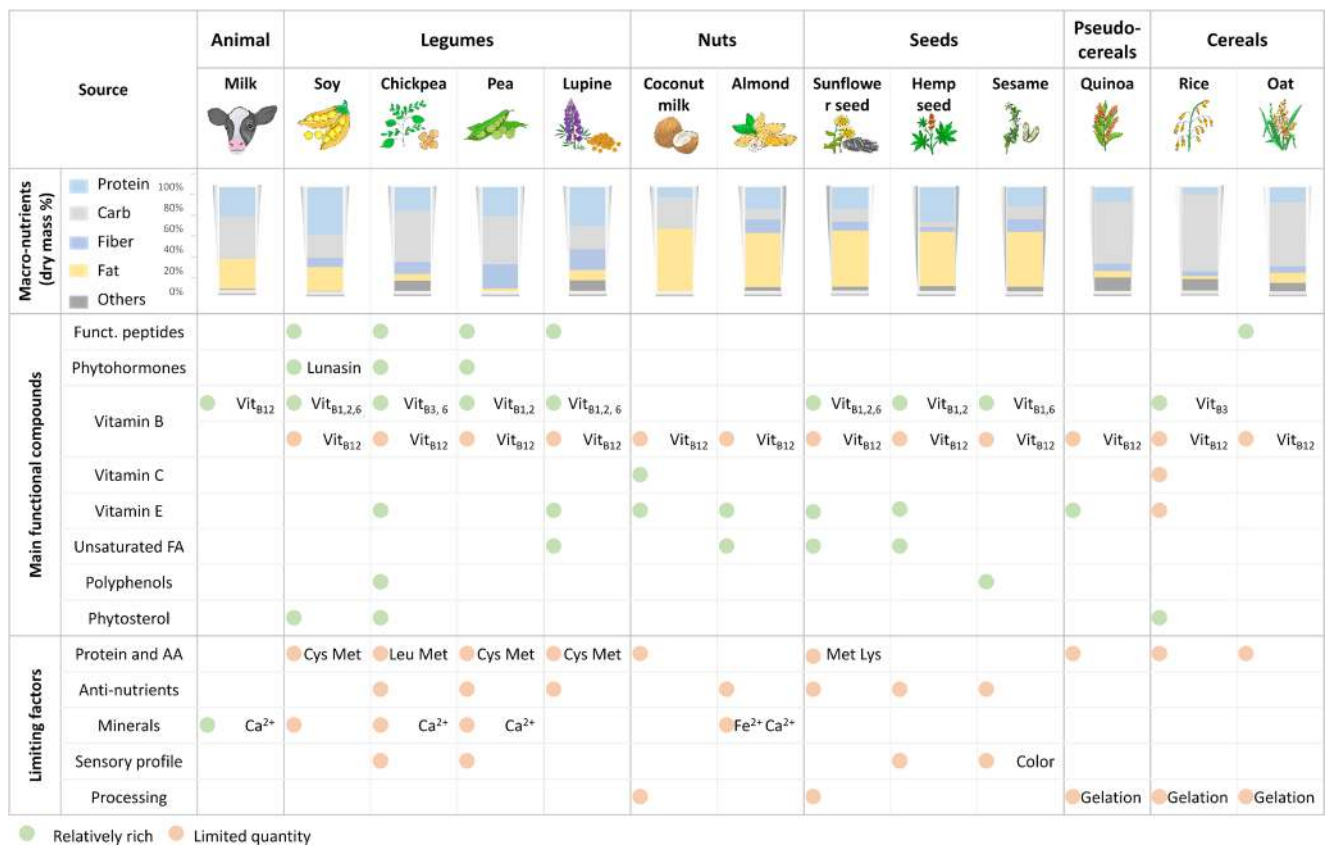 Source
Animal Legumes Nuts Seeds Pseudo-
cereals Cereals
Milk Soy Chickpea Pea Lupine Coconut
milk Almond Sunflowe
r seed Hemp
seed Sesame Quinoa Rice Oat
Macro-nutrients
(dry mass %)
Protein
Carb
Fiber
Fat
Others
100%
80%
60%
40%
20%
0%
Main functional compounds
Funct. peptides
Phytohormones Lunasin
Vitamin B
VitB12 VitB1,2,6 VitB3, 6 VitB1,2 VitB1,2, 6 VitB1,2,6 VitB1,2 VitB1,6 VitB3
VitB12 VitB12 VitB12 VitB12 VitB12 VitB12 VitB12 VitB12 VitB12 VitB12 VitB12 VitB12
Vitamin C
Vitamin E
Unsaturated FA
Polyphenols
Phytosterol
Limiting factors
Protein and AA Cys Met Leu Met Cys Met Cys Met Met Lys
Anti-nutrients
Minerals Ca2+ Ca2+ Ca2+ Fe2+ Ca2+
Sensory profile Color
Processing Gelation Gelation Gelation
Relatively rich Limited quantity